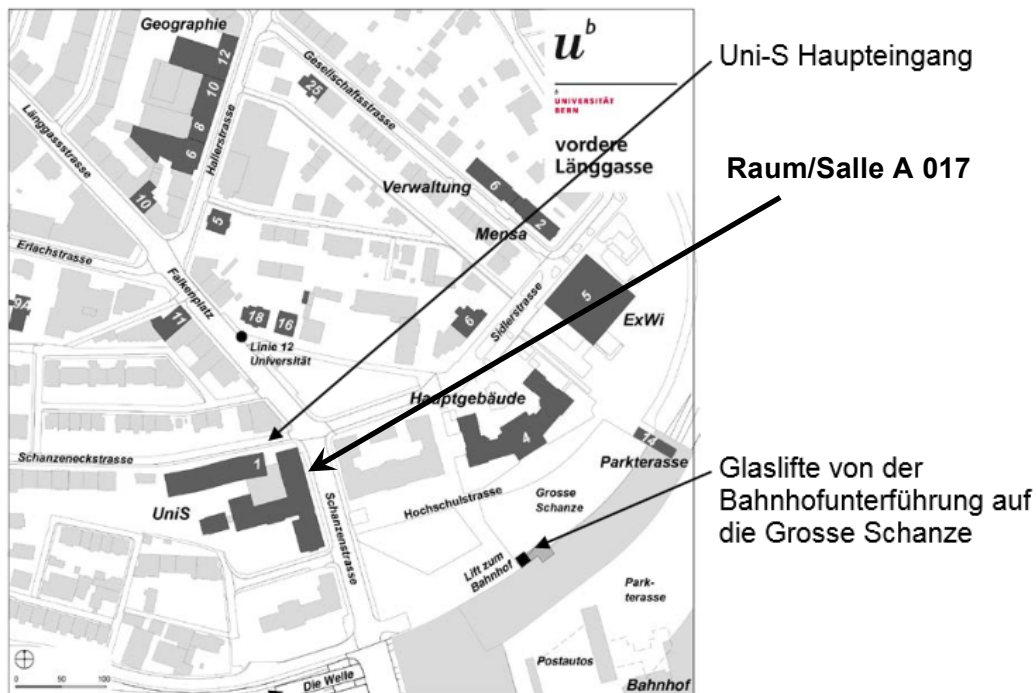 Geographie
12
10
8
6
Hallerstrasse
Länggassstrasse
10
Erlachstrasse
9A
11
Falkenplatz
5
25
Gesellschaftsstrasse
u^b
b
UNIVERSITÄT
BERN
vordere
Länggasse
Verwaltung
6
2
Mensa
18
16
Linie 12
Universität
6
Sidlerstrasse
5
ExWi
Hauptgebäude
4
14
Parkterasse
Schanzeneckstrasse
1
UniS
Schanzenstrasse
Hochschulstrasse
Grosse
Schanze
Lift zum
Bahnhof
Park-
terasse
Postautos
Bahnhof
Die Welle
0 50 100
Uni-S Haupteingang
Raum/Salle A 017
Glaslifte von der
Bahnhofunterführung auf
die Grosse Schanze